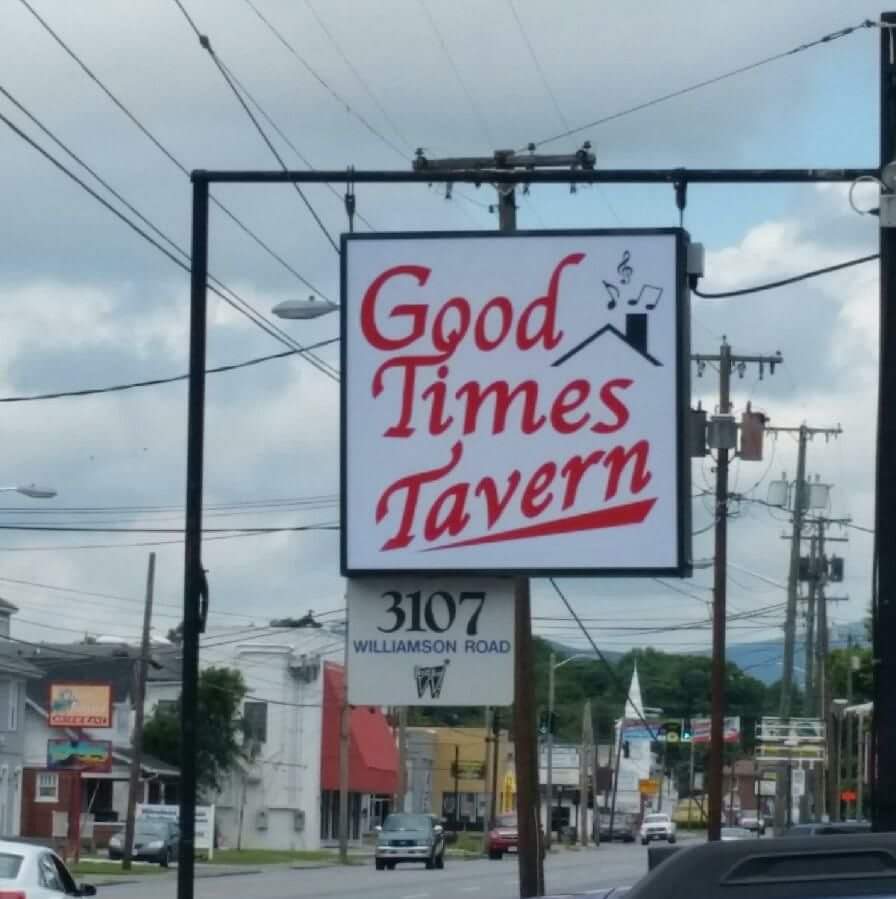 Good
Times
Tavern
3107
WILLIAMSON ROAD